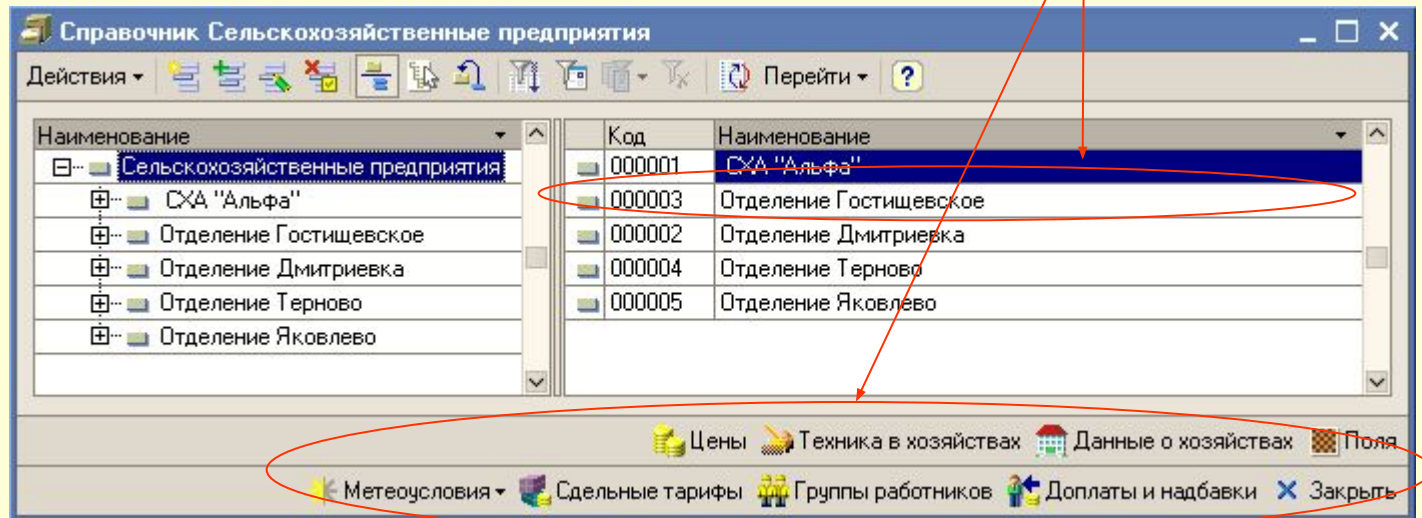 Справочник Сельскохозяйственные предприятия
Действия Перейти ?
Наименование
Сельскохозяйственные предприятия
СХА "Альфа"
Отделение Гостищевское
Отделение Дмитриевка
Отделение Терново
Отделение Яковлево
Код Наименование
000001 СХА "Альфа"
000003 Отделение Гостищевское
000002 Отделение Дмитриевка
000004 Отделение Терново
000005 Отделение Яковлево
Цены Техника в хозяйствах Данные о хозяйствах Поля
Метеоусловия Сдельные тарифы Группы работников Доплаты и надбавки Закрыть